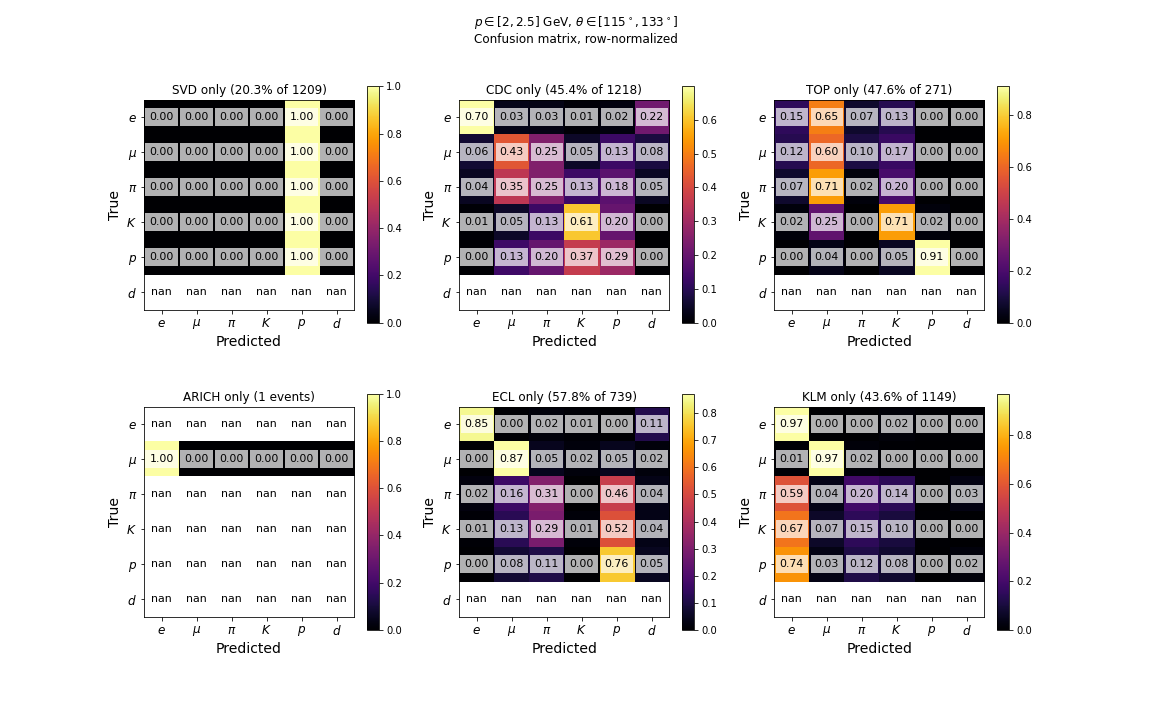 p ∈ [2, 2.5] GeV, θ ∈ [115°, 133°]
Confusion matrix, row-normalized
SVD only (20.3% of 1209)
True
e 0.00 0.00 0.00 0.00 1.00 0.00
μ 0.00 0.00 0.00 0.00 1.00 0.00
π 0.00 0.00 0.00 0.00 1.00 0.00
K 0.00 0.00 0.00 0.00 1.00 0.00
p 0.00 0.00 0.00 0.00 1.00 0.00
d nan nan nan nan nan nan
e μ π K p d
Predicted
1.0
0.8
0.6
0.4
0.2
0.0
CDC only (45.4% of 1218)
True
e 0.70 0.03 0.03 0.01 0.02 0.22
μ 0.06 0.43 0.25 0.05 0.13 0.08
π 0.04 0.35 0.25 0.13 0.18 0.05
K 0.01 0.05 0.13 0.61 0.20 0.00
p 0.00 0.13 0.20 0.37 0.29 0.00
d nan nan nan nan nan nan
e μ π K p d
Predicted
0.6
0.5
0.4
0.3
0.2
0.1
0.0
TOP only (47.6% of 271)
True
e 0.15 0.65 0.07 0.13 0.00 0.00
μ 0.12 0.60 0.10 0.17 0.00 0.00
π 0.07 0.71 0.02 0.20 0.00 0.00
K 0.02 0.25 0.00 0.71 0.02 0.00
p 0.00 0.04 0.00 0.05 0.91 0.00
d nan nan nan nan nan nan
e μ π K p d
Predicted
0.8
0.6
0.4
0.2
0.0
ARICH only (1 events)
True
e nan nan nan nan nan nan
μ 1.00 0.00 0.00 0.00 0.00 0.00
π nan nan nan nan nan nan
K nan nan nan nan nan nan
p nan nan nan nan nan nan
d nan nan nan nan nan nan
e μ π K p d
Predicted
1.0
0.8
0.6
0.4
0.2
0.0
ECL only (57.8% of 739)
True
e 0.85 0.00 0.02 0.01 0.00 0.11
μ 0.00 0.87 0.05 0.02 0.05 0.02
π 0.02 0.16 0.31 0.00 0.46 0.04
K 0.01 0.13 0.29 0.01 0.52 0.04
p 0.00 0.08 0.11 0.00 0.76 0.05
d nan nan nan nan nan nan
e μ π K p d
Predicted
0.8
0.7
0.6
0.5
0.4
0.3
0.2
0.1
0.0
KLM only (43.6% of 1149)
True
e 0.97 0.00 0.00 0.02 0.00 0.00
μ 0.01 0.97 0.02 0.00 0.00 0.00
π 0.59 0.04 0.20 0.14 0.00 0.03
K 0.67 0.07 0.15 0.10 0.00 0.00
p 0.74 0.03 0.12 0.08 0.00 0.02
d nan nan nan nan nan nan
e μ π K p d
Predicted
0.8
0.6
0.4
0.2
0.0